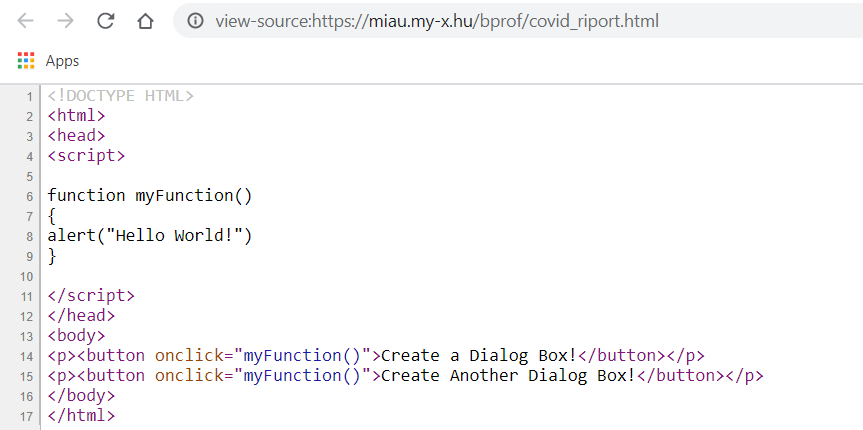 view-source:https://miau.my-x.hu/bprof/covid_riport.html
Apps
1 <!DOCTYPE HTML>
2 <html>
3 <head>
4 <script>
5
6 function myFunction()
7 {
8 alert("Hello World!")
9 }
10
11 </script>
12 </head>
13 <body>
14 <p><button onclick="myFunction()">Create a Dialog Box!</button></p>
15 <p><button onclick="myFunction()">Create Another Dialog Box!</button></p>
16 </body>
17 </html>